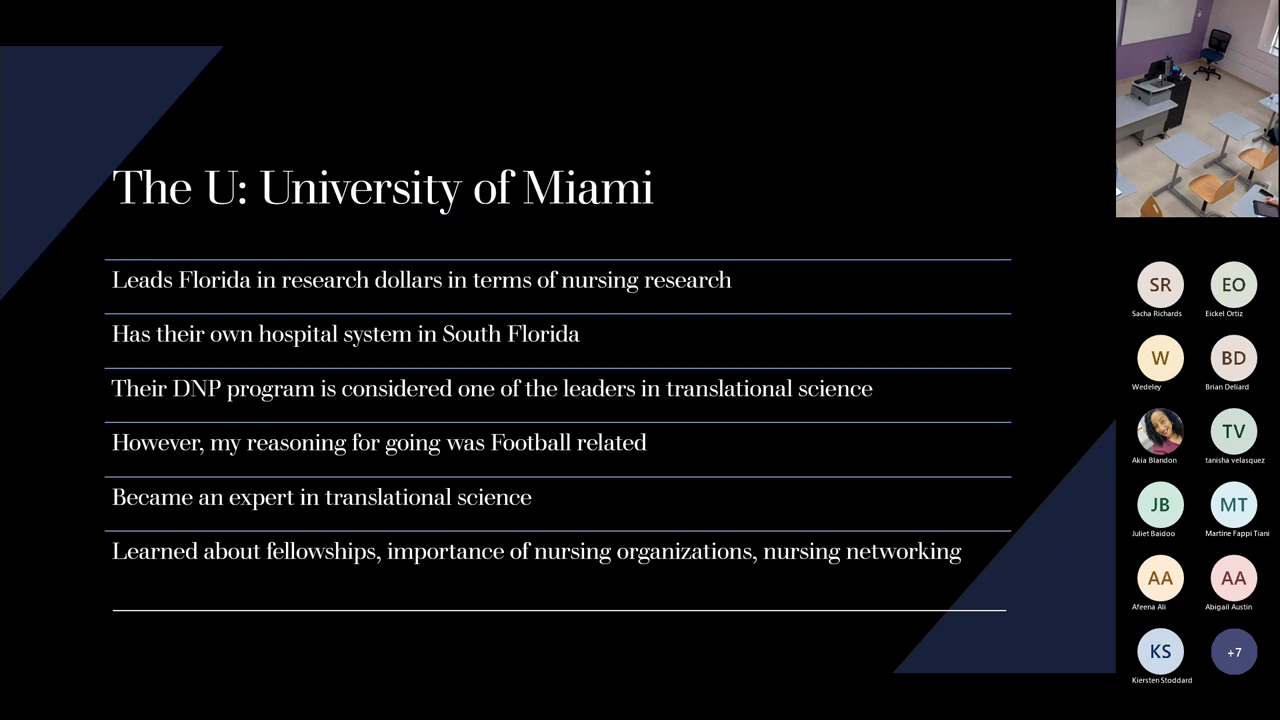 The U: University of Miami
Leads Florida in research dollars in terms of nursing research
Has their own hospital system in South Florida
Their DNP program is considered one of the leaders in translational science
However, my reasoning for going was Football related
Became an expert in translational science
Learned about fellowships, importance of nursing organizations, nursing networking
SR EO
Sacha Richards Eickel Ortiz
W BD
Wedeley Brian Deliard
TV
Akia Blandon tanisha velasquez
JB MT
Juliet Baidoo Martine Fappi Tiani
AA AA
Afeena Ali Abigail Austin
KS +7
Kiersten Stoddard